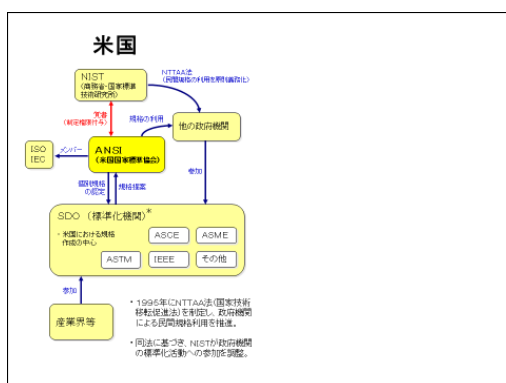 米国
NIST
(商務省・国家標準
技術研究所)
NTTAA法
(民間規格の利用を原則義務化)
覚書
(制定権限付与)
規格の利用
他の政府機関
ISO
IEC
メンバー
ANSI
(米国国家標準協会)
個別規格
の認定
規格提案
参加
SDO (標準化機関)*
・米国における規格
作成の中心
ASCE
ASME
ASTM
IEEE
その他
参加
産業界等
・1995年にNTTAA法(国家技術
移転促進法)を制定し、政府機関
による民間規格利用を推進。
・同法に基づき、NISTが政府機関
の標準化活動への参加を調整。